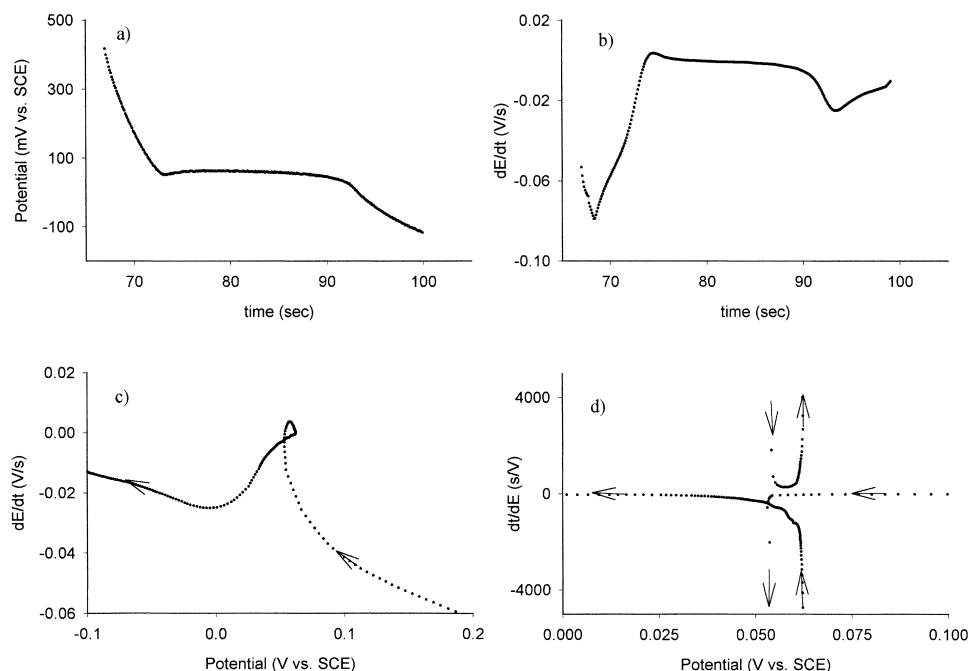 a)
Potential (mV vs. SCE)
500
300
100
-100
70 80 90 100
time (sec)
b)
dE/dt (V/s)
0.02
-0.02
-0.06
-0.10
70 80 90 100
time (sec)
c)
dE/dt (V/s)
0.02
0.00
-0.02
-0.04
-0.06
-0.1 0.0 0.1 0.2
Potential (V vs. SCE)
d)
dt/dE (s/V)
4000
0
-4000
0.000 0.025 0.050 0.075 0.100
Potential (V vs. SCE)